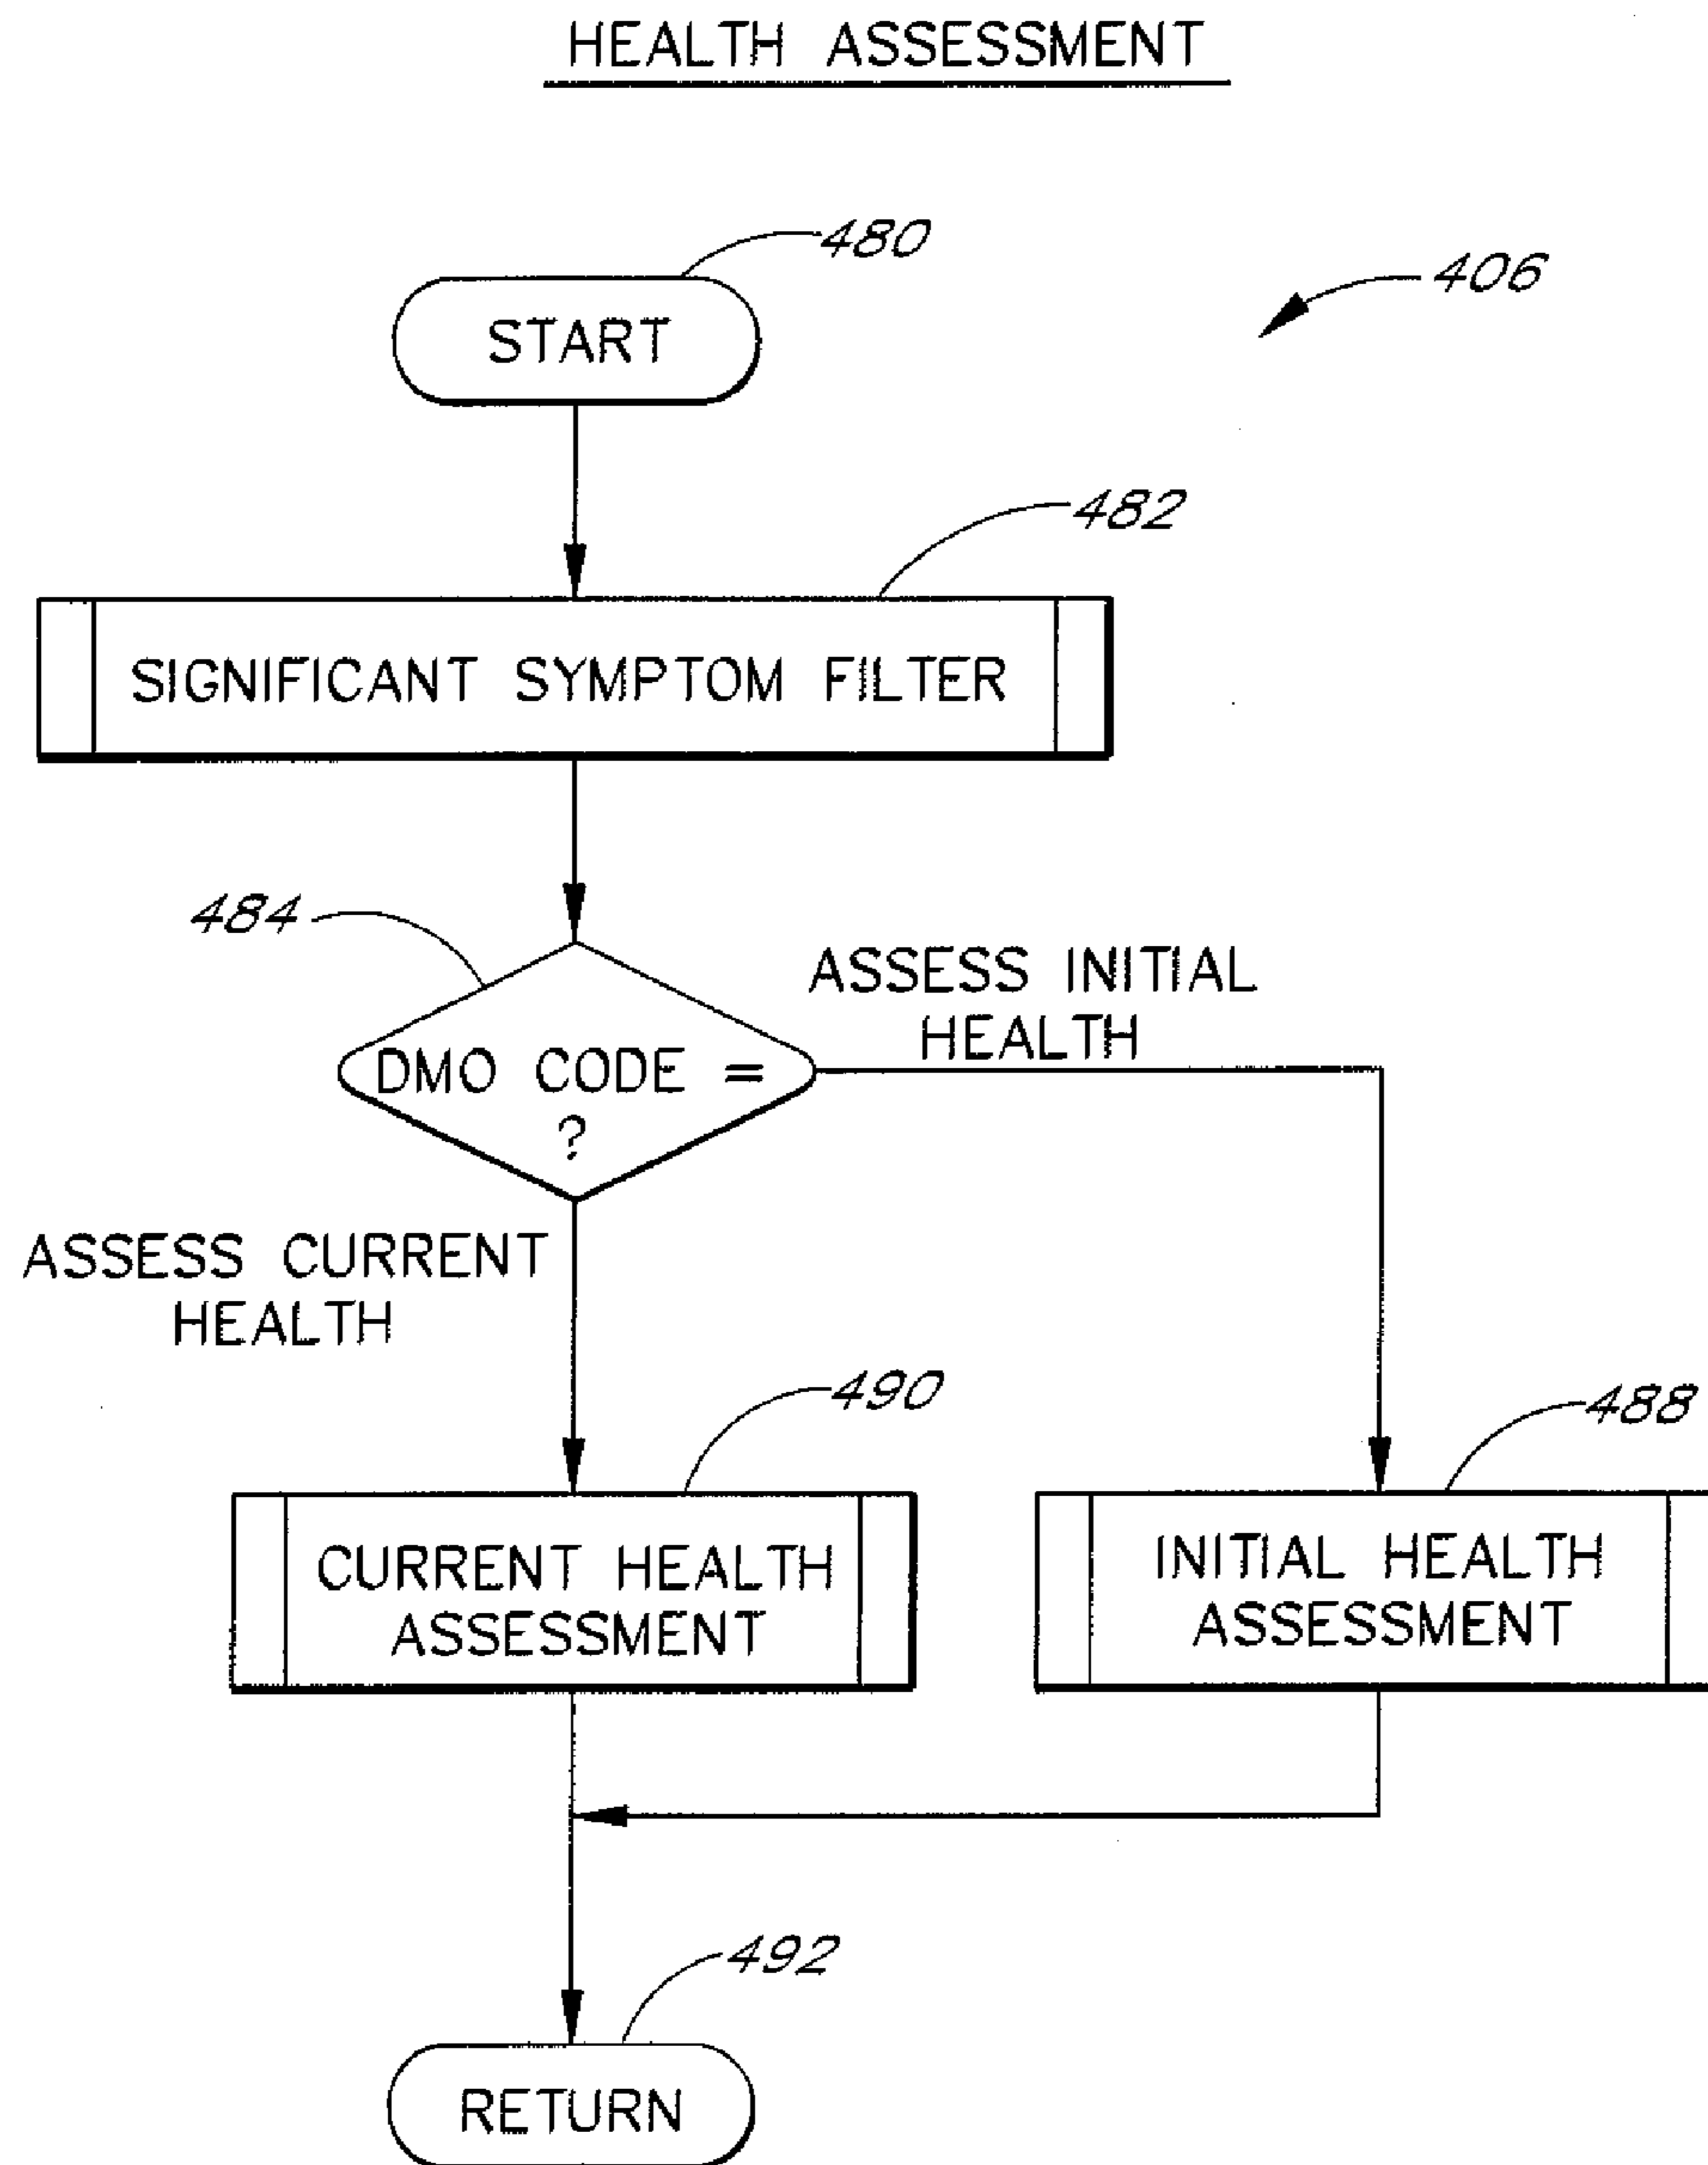 HEALTH ASSESSMENT
480
406
START
482
SIGNIFICANT SYMPTOM FILTER
484
ASSESS INITIAL
HEALTH
DMO CODE =
?
ASSESS CURRENT
HEALTH
490
488
CURRENT HEALTH
ASSESSMENT
INITIAL HEALTH
ASSESSMENT
492
RETURN